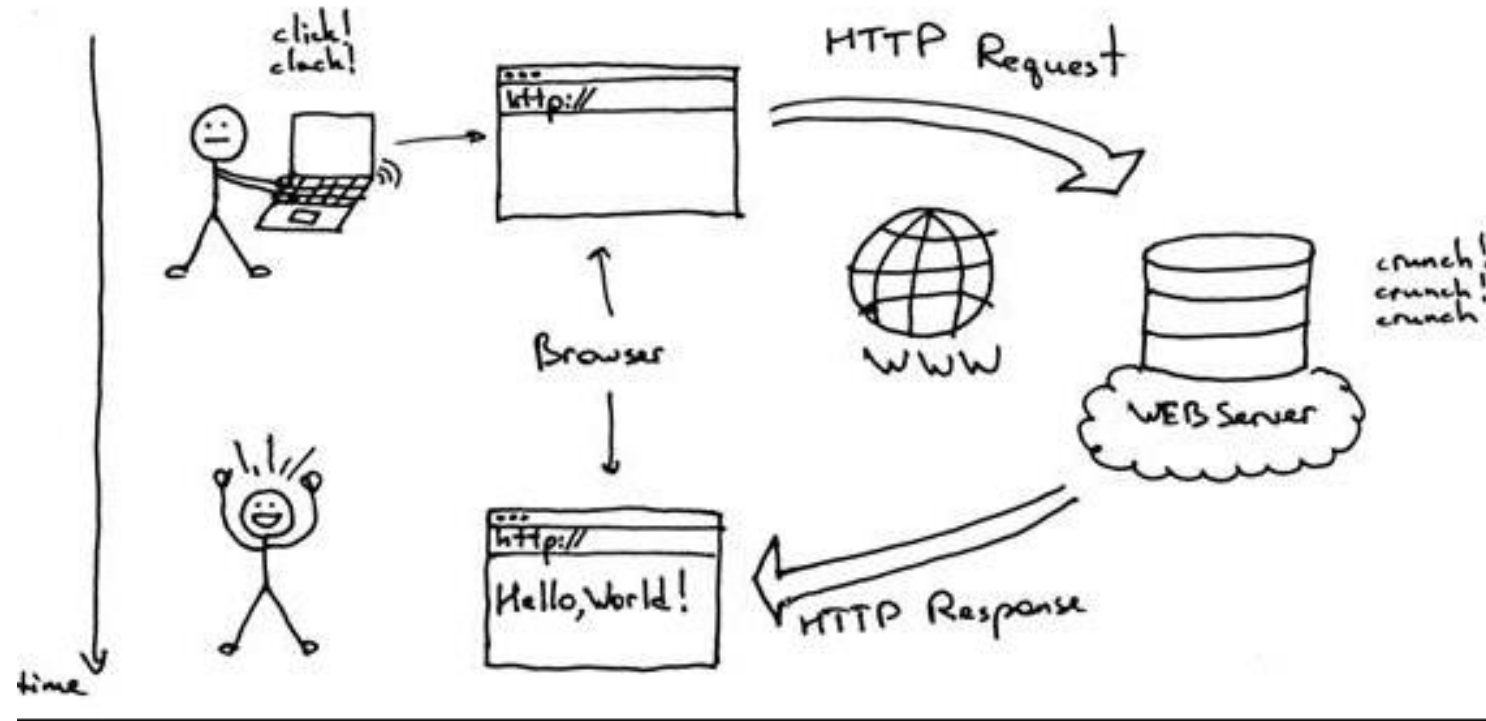 click!
clack!
HTTP Request
http://
crunch!
crunch!
crunch
Browser
WWW
WEB Server
http://
Hello, World!
HTTP Response
time